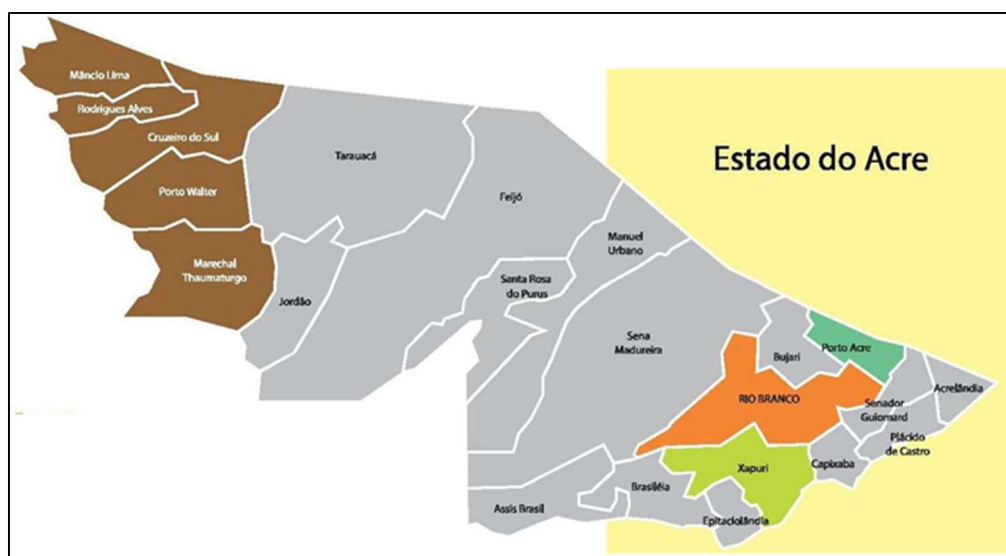 Mâncio Lima
Rodrigues Alves
Cruzeiro do Sul
Porto Walter
Marechal
Thaumaturgo
Tarauacá
Jordão
Feijó
Manuel
Urbano
Santa Rosa
do Purus
Sena
Madureira
Estado do Acre
Bujari
Porto Acre
RIO BRANCO
Acrelândia
Senador
Guiomard
Plácido
de Castro
Capixaba
Xapuri
Brasiléia
Epitaciolândia
Assis Brasil